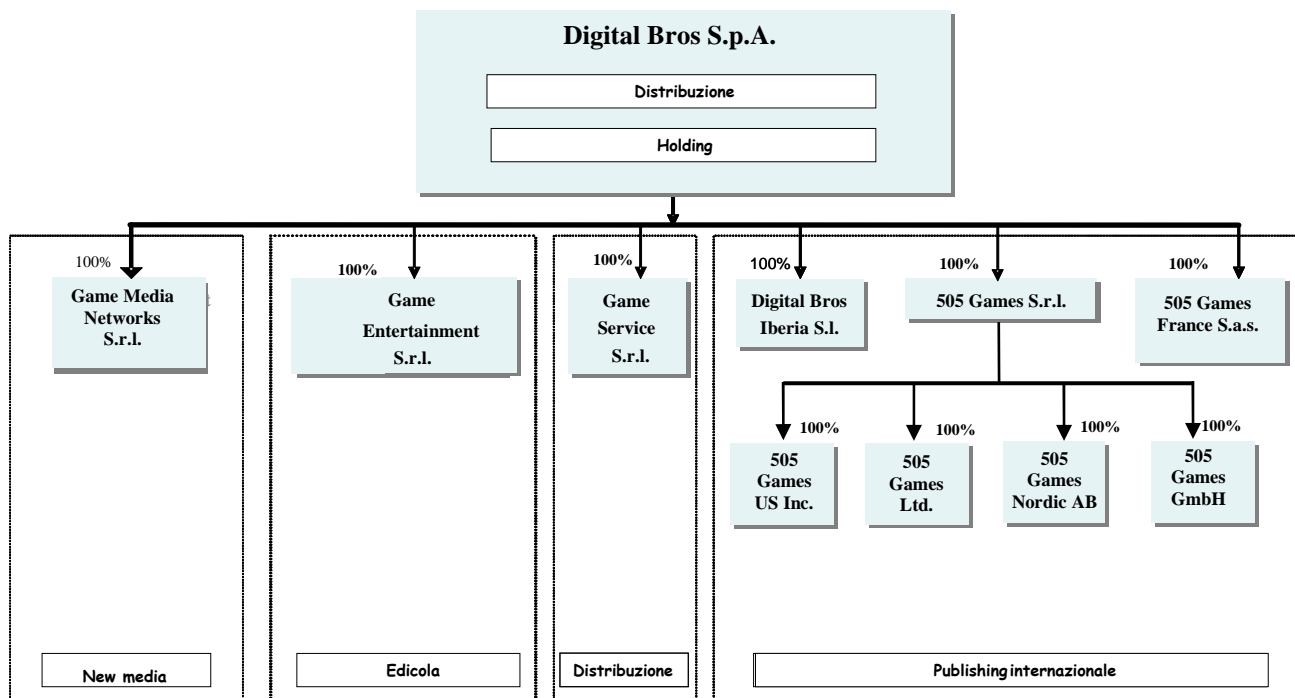 Digital Bros S.p.A.
Distribuzione
Holding
100%
Game Media
Networks
S.r.l.
100%
Game
Entertainment
S.r.l.
100%
Game
Service
S.r.l.
100%
Digital Bros
Iberia S.l.
100%
505 Games S.r.l.
100%
505 Games
France S.a.s.
100%
505
Games
US Inc.
100%
505
Games
Ltd.
100%
505
Games
Nordic AB
100%
505
Games
GmbH
New media
Edicola
Distribuzione
Publishing internazionale